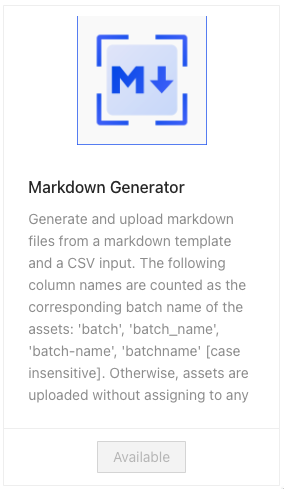 M
Markdown Generator
Generate and upload markdown
files from a markdown template
and a CSV input. The following
column names are counted as the
corresponding batch name of the
assets: 'batch', 'batch_name',
'batch-name', 'batchname' [case
insensitive]. Otherwise, assets are
uploaded without assigning to any
Available